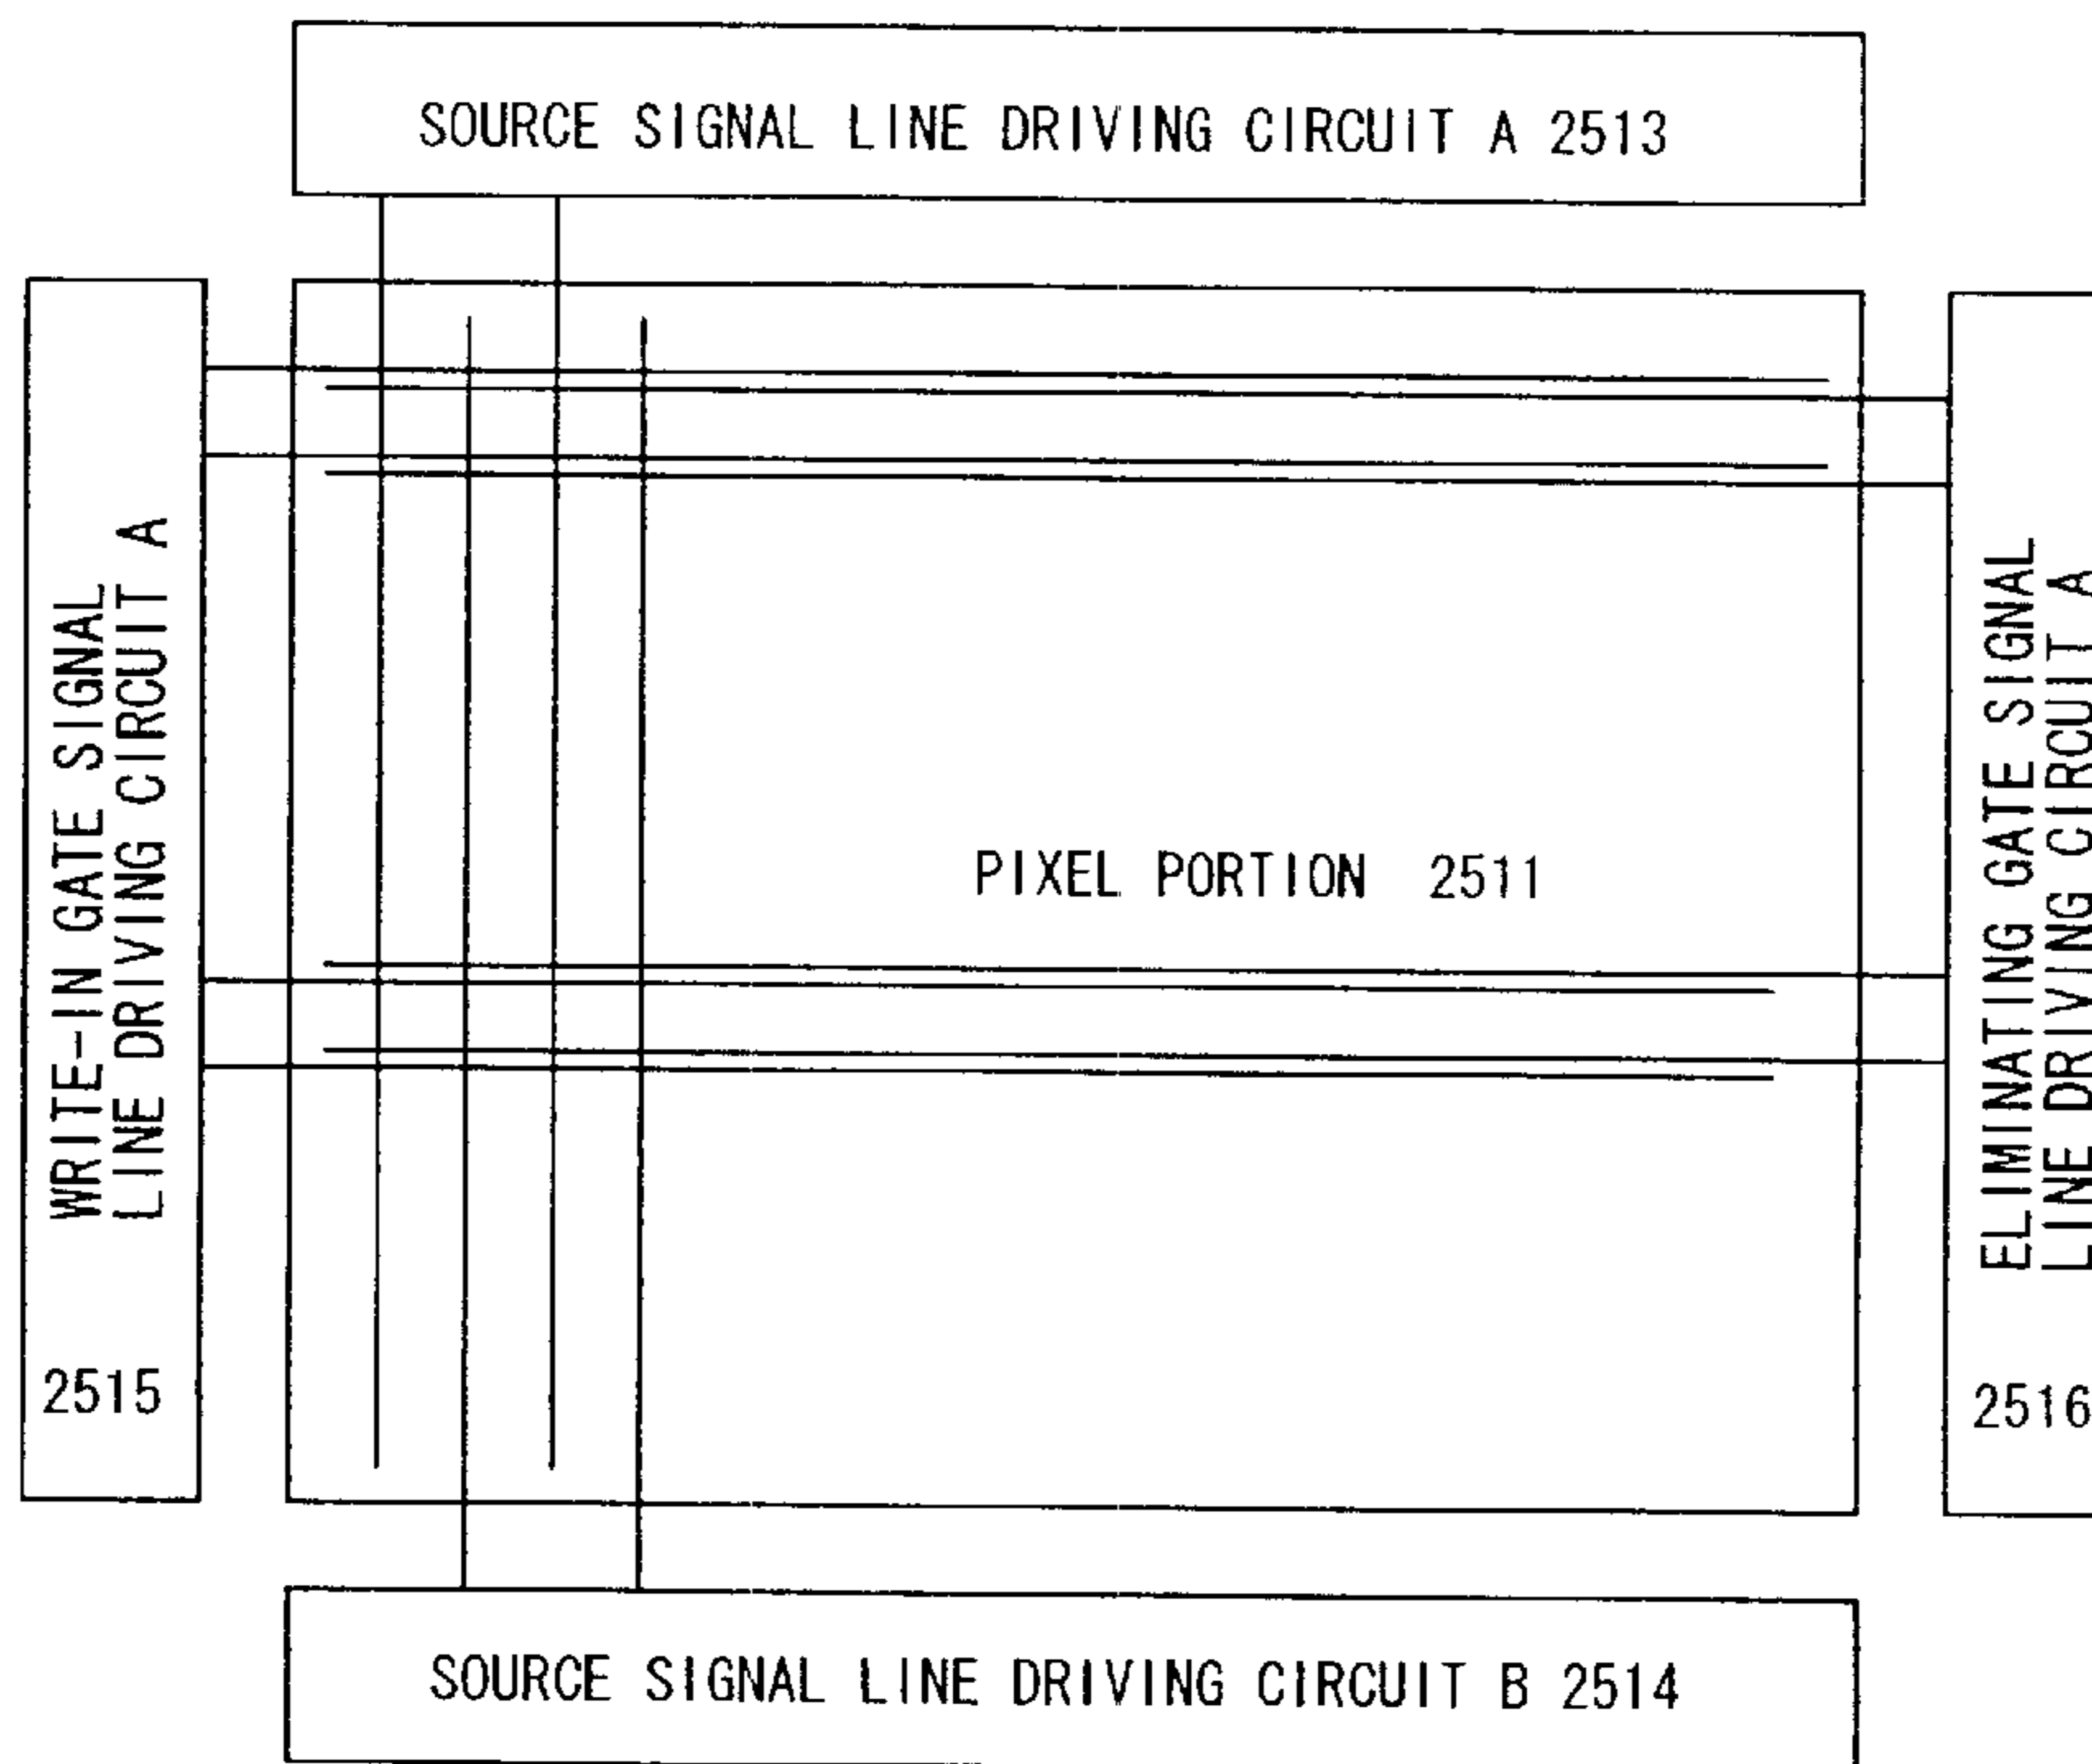 SOURCE SIGNAL LINE DRIVING CIRCUIT A 2513
WRITE-IN GATE SIGNAL
LINE DRIVING CIRCUIT A
2515
PIXEL PORTION 2511
ELIMINATING GATE SIGNAL
LINE DRIVING CIRCUIT A
2516
SOURCE SIGNAL LINE DRIVING CIRCUIT B 2514